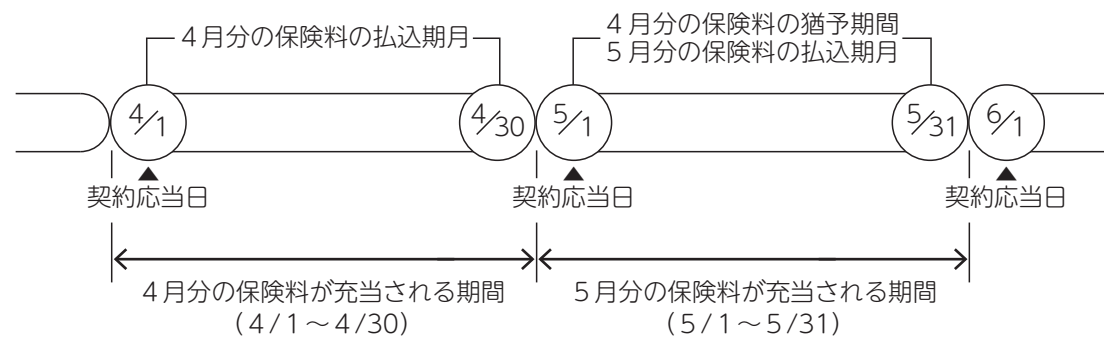 4月分の保険料の払込期月
4月分の保険料の猶予期間
5月分の保険料の払込期月
4/1
4/30
5/1
5/31
6/1
契約応当日
契約応当日
契約応当日
4月分の保険料が充当される期間
(4/1~4/30)
5月分の保険料が充当される期間
(5/1~5/31)